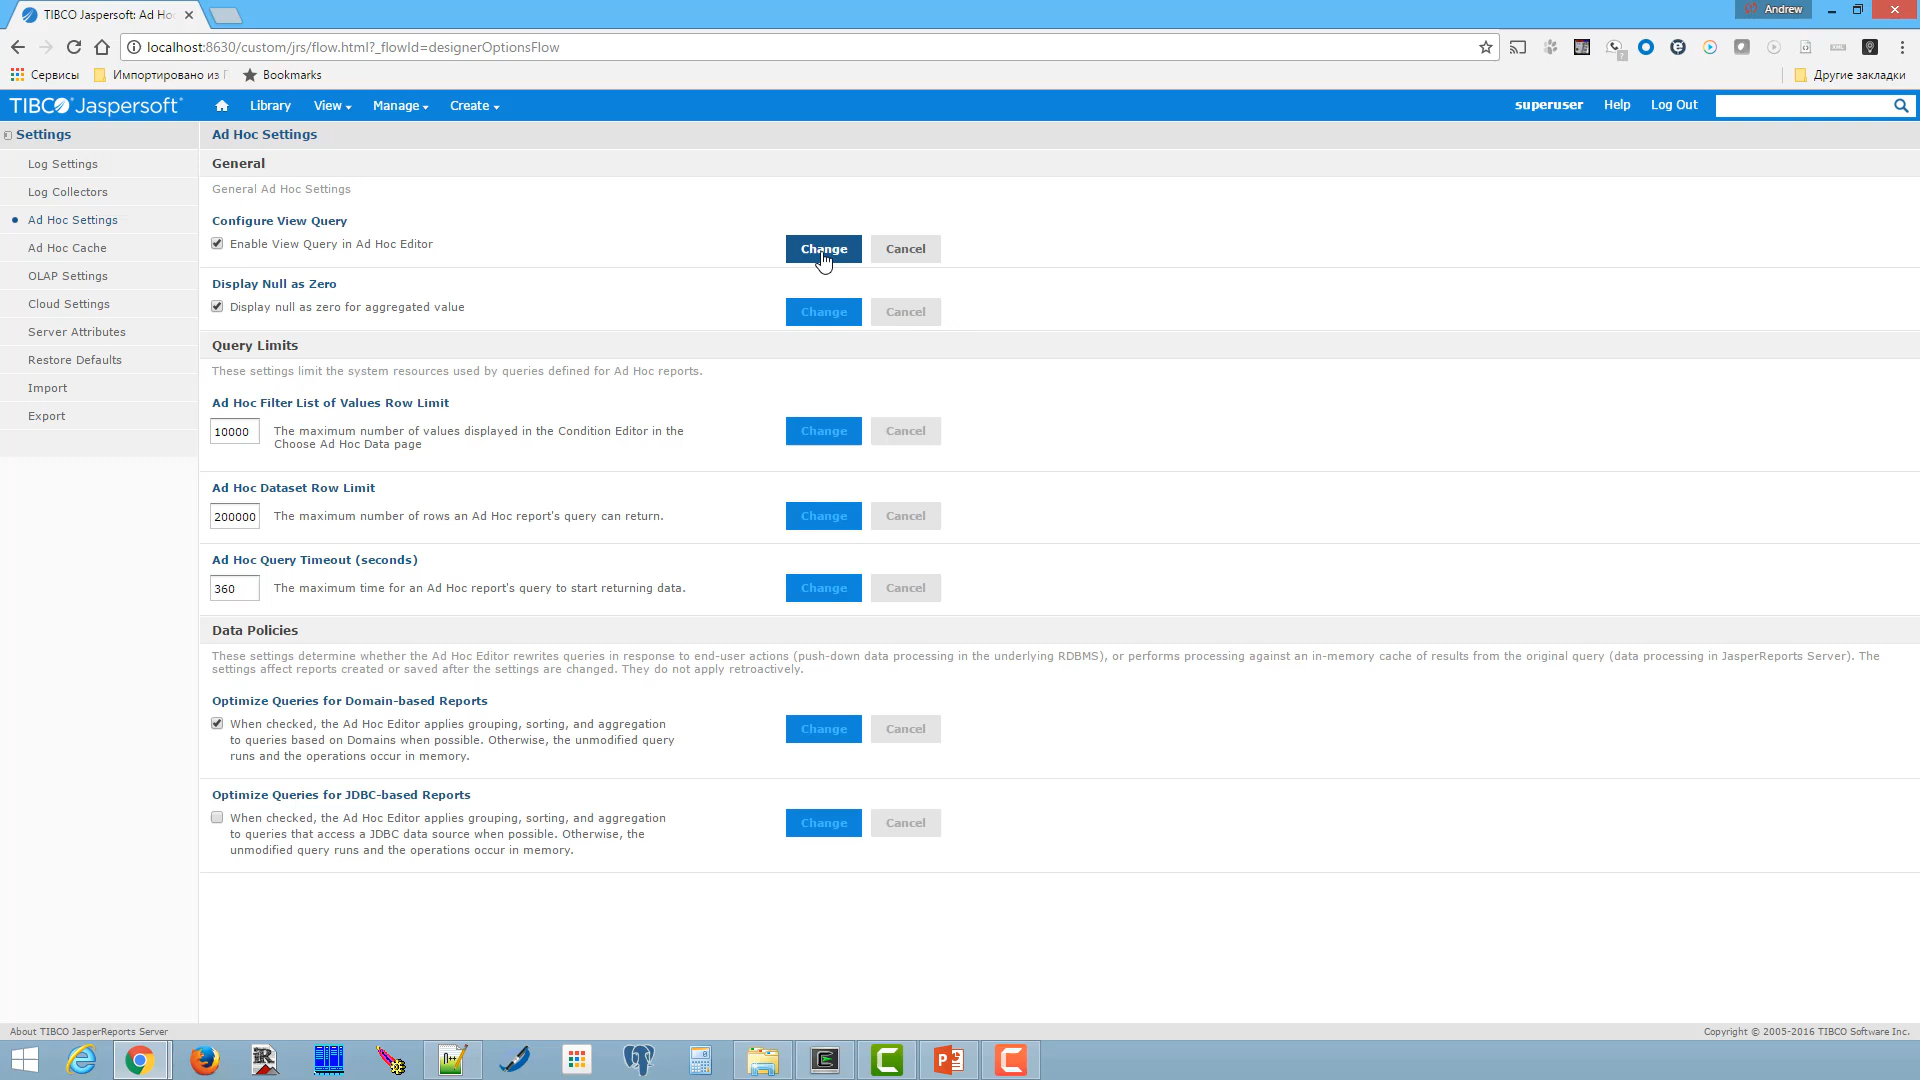 TIBCO Jaspersoft: Ad Ho
Andrew
localhost:8630/custom/jrs/flow.html?_flowId=designerOptionsFlow
Сервисы
Импортировано из
Bookmarks
Другие закладки
TIBCO Jaspersoft
Library
View
Manage
Create
superuser
Help
Log Out
Settings
Log Settings
Log Collectors
Ad Hoc Settings
Ad Hoc Cache
OLAP Settings
Cloud Settings
Server Attributes
Restore Defaults
Import
Export
Ad Hoc Settings
General
General Ad Hoc Settings
Configure View Query
Enable View Query in Ad Hoc Editor
Change
Cancel
Display Null as Zero
Display null as zero for aggregated value
Change
Cancel
Query Limits
These settings limit the system resources used by queries defined for Ad Hoc reports.
Ad Hoc Filter List of Values Row Limit
10000
The maximum number of values displayed in the Condition Editor in the
Choose Ad Hoc Data page
Change
Cancel
Ad Hoc Dataset Row Limit
200000
The maximum number of rows an Ad Hoc report's query can return.
Change
Cancel
Ad Hoc Query Timeout (seconds)
360
The maximum time for an Ad Hoc report's query to start returning data.
Change
Cancel
Data Policies
These settings determine whether the Ad Hoc Editor rewrites queries in response to end-user actions (push-down data processing in the underlying RDBMS), or performs processing against an in-memory cache of results from the original query (data processing in JasperReports Server). The
settings affect reports created or saved after the settings are changed. They do not apply retroactively.
Optimize Queries for Domain-based Reports
When checked, the Ad Hoc Editor applies grouping, sorting, and aggregation
to queries based on Domains when possible. Otherwise, the unmodified query
runs and the operations occur in memory.
Change
Cancel
Optimize Queries for JDBC-based Reports
When checked, the Ad Hoc Editor applies grouping, sorting, and aggregation
to queries that access a JDBC data source when possible. Otherwise, the
unmodified query runs and the operations occur in memory.
Change
Cancel
About TIBCO JasperReports Server
Copyright © 2005-2016 TIBCO Software Inc.